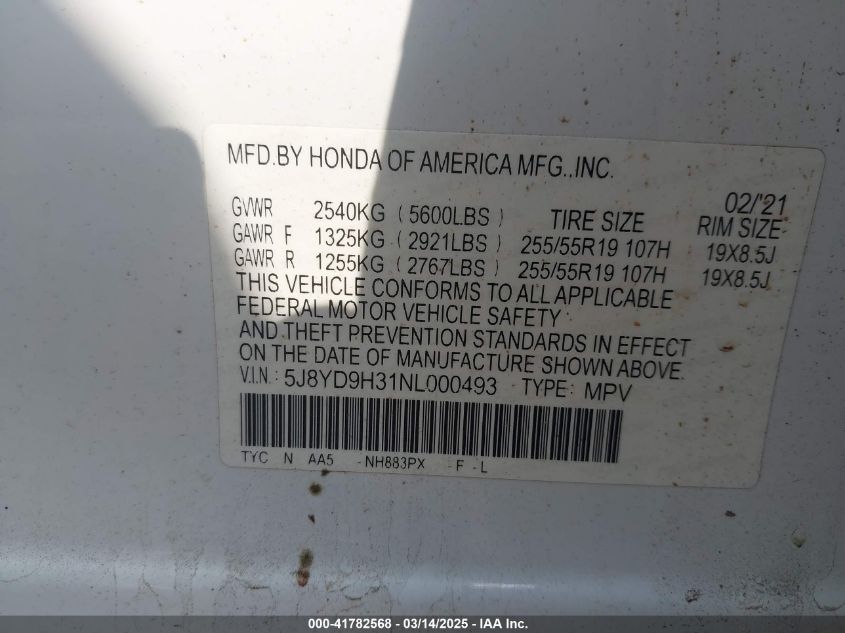 MFD.BY HONDA OF AMERICA MFG.,INC.
02/'21
GVWR 2540KG (5600LBS) TIRE SIZE RIM SIZE
GAWR F 1325KG (2921LBS) 255/55R19 107H 19X8.5J
GAWR R 1255KG (2767LBS) 255/55R19 107H 19X8.5J
THIS VEHICLE CONFORMS TO ALL APPLICABLE
FEDERAL MOTOR VEHICLE SAFETY
AND THEFT PREVENTION STANDARDS IN EFFECT
ON THE DATE OF MANUFACTURE SHOWN ABOVE.
V.I.N: 5J8YD9H31NL000493 TYPE: MPV
TYC N AA5 -NH883PX -F -L
000-41782568 - 03/14/2025 - IAA Inc.